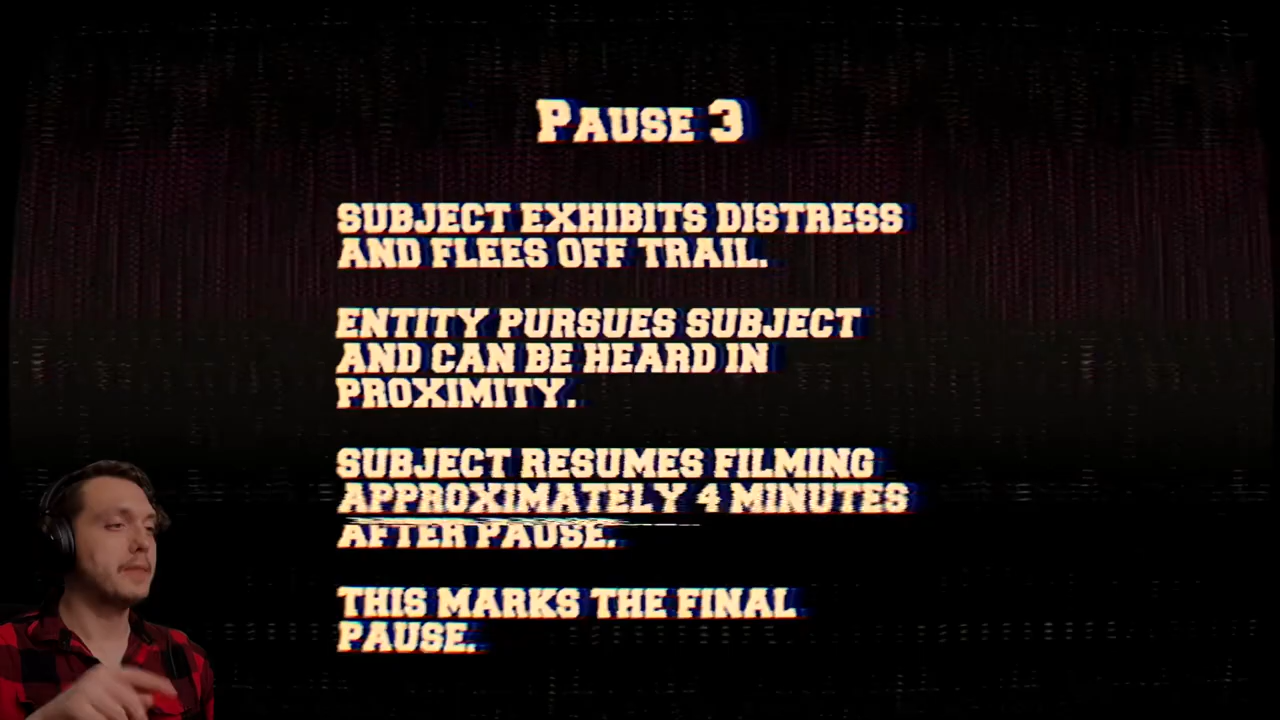 PAUSE 3
SUBJECT EXHIBITS DISTRESS
AND FLEES OFF TRAIL.
ENTITY PURSUES SUBJECT
AND CAN BE HEARD IN
PROXIMITY.
SUBJECT RESUMES FILMING
APPROXIMATELY 4 MINUTES
AFTER PAUSE.
THIS MARKS THE FINAL
PAUSE.